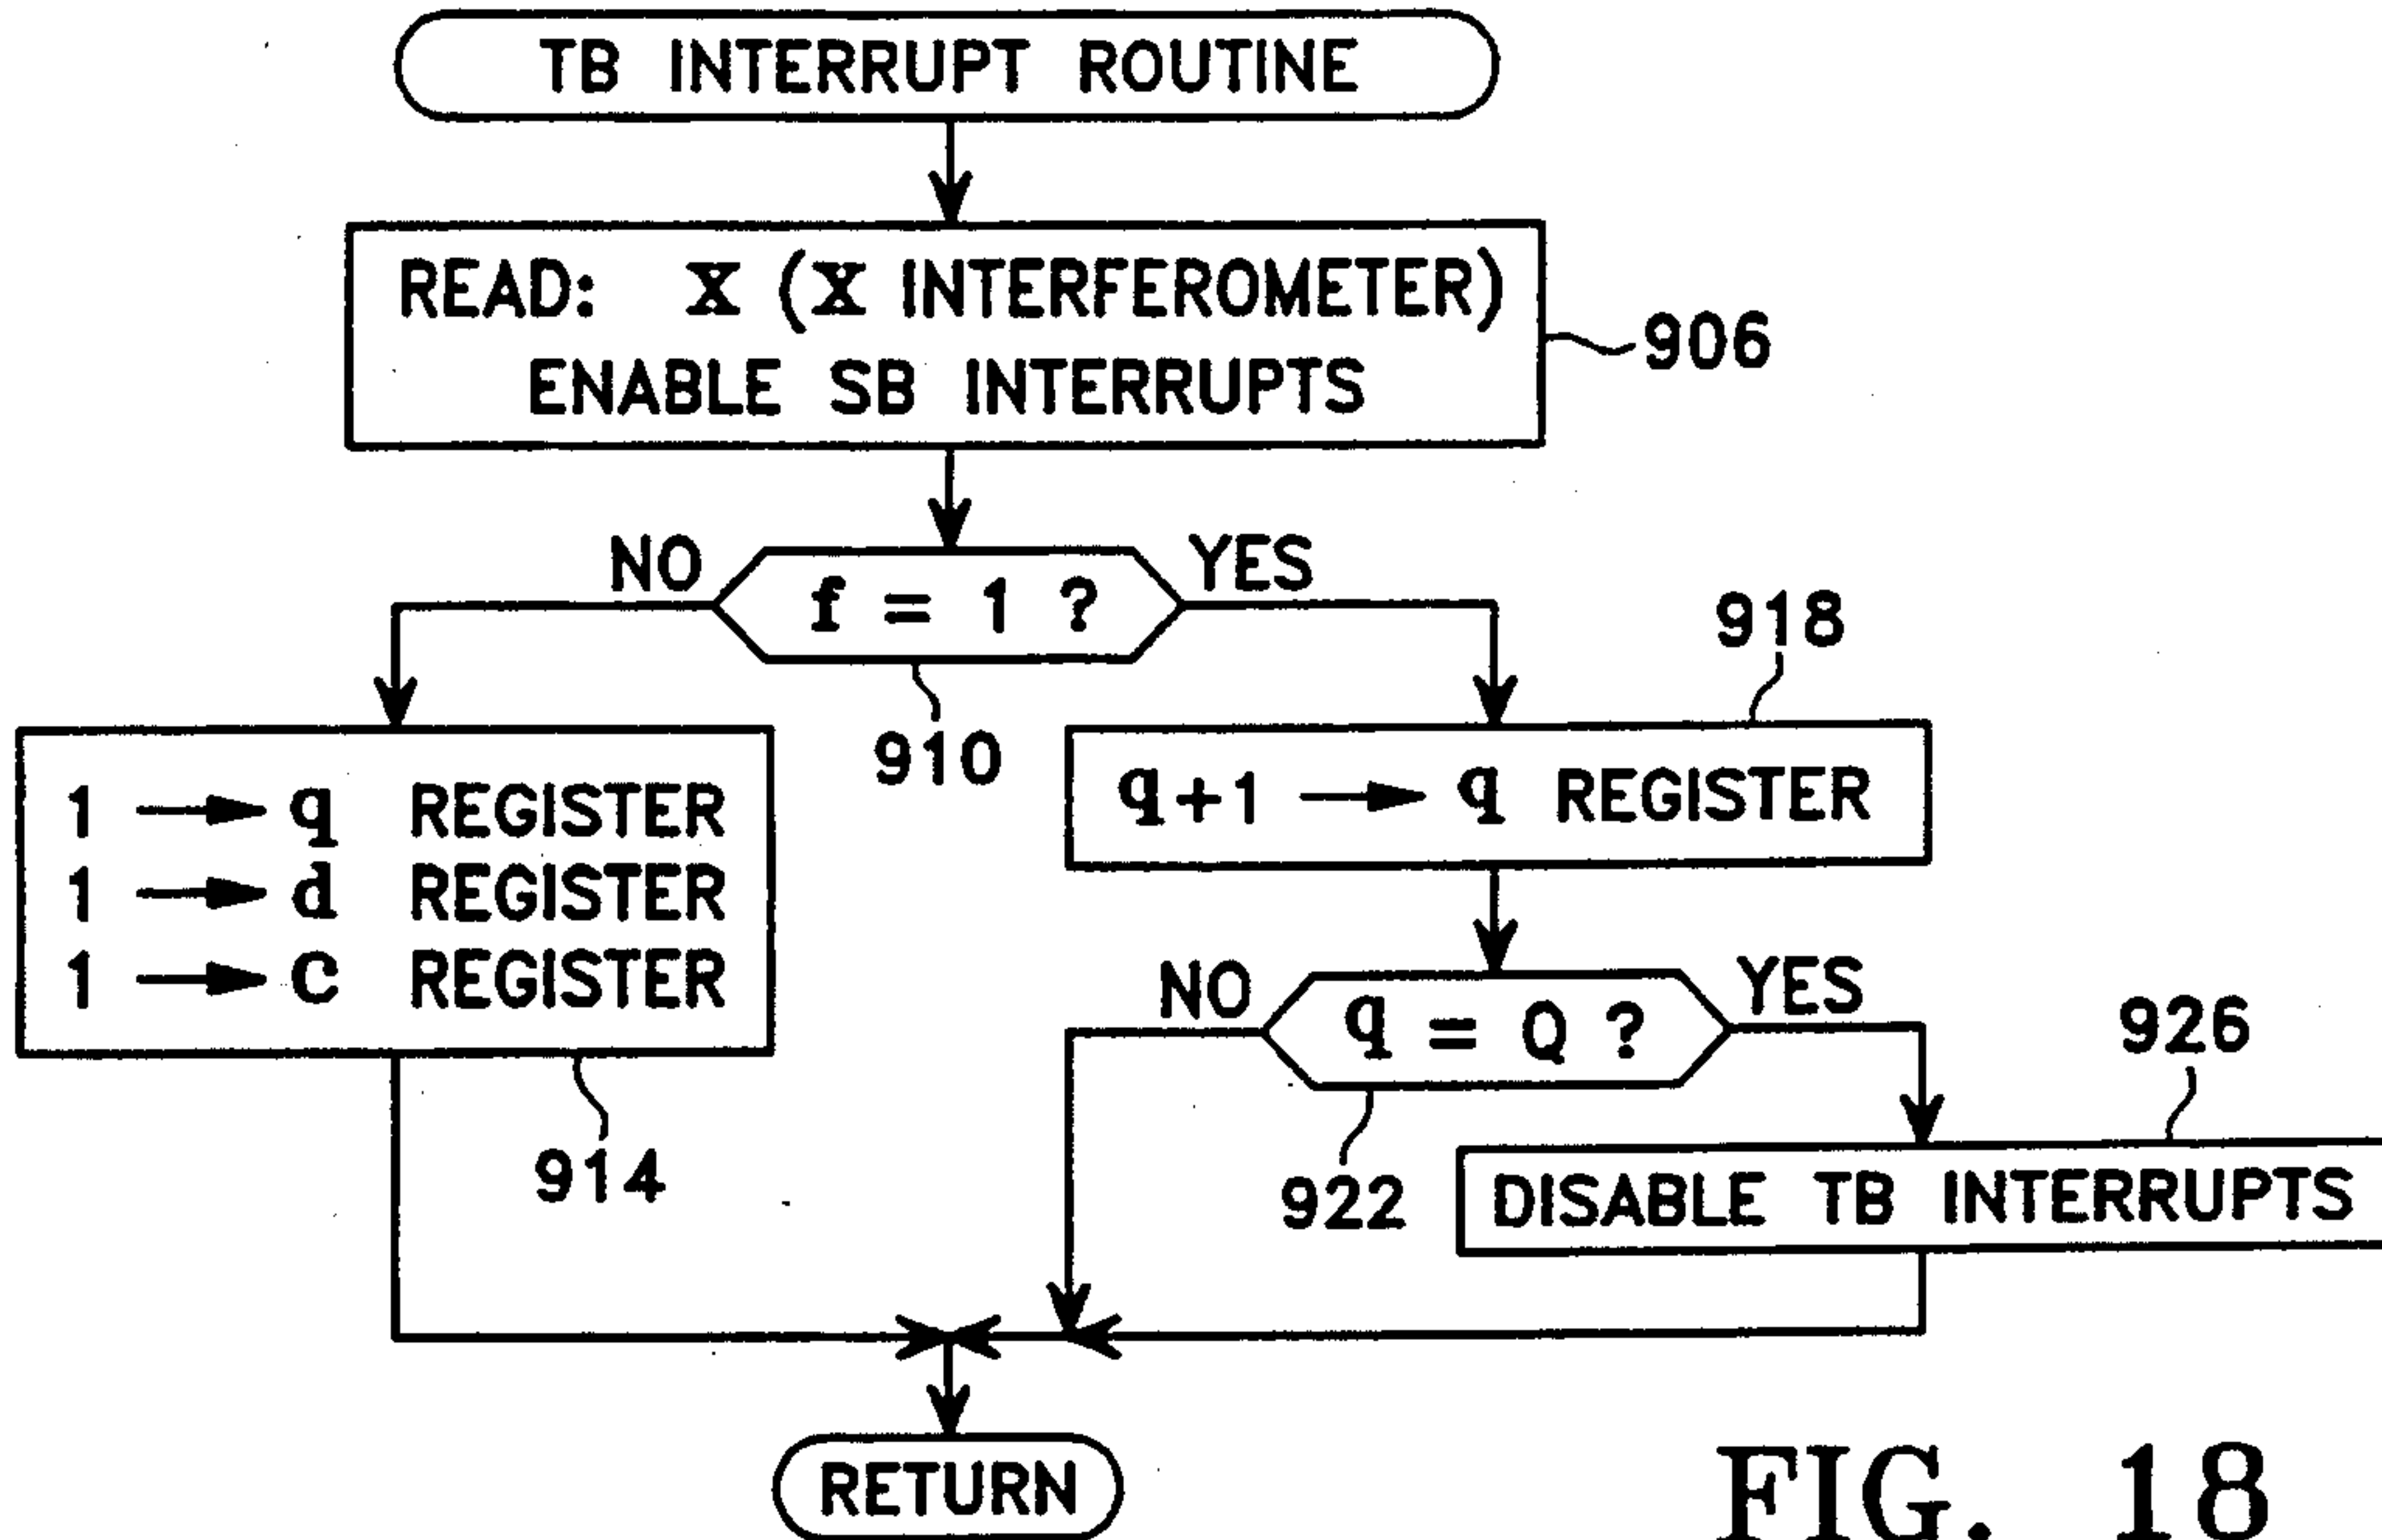 TB INTERRUPT ROUTINE
READ: X (X INTERFEROMETER)
ENABLE SB INTERRUPTS
906
NO
f = 1 ?
YES
910
918
1 → q REGISTER
1 → d REGISTER
1 → C REGISTER
914
q+1 → q REGISTER
NO
q = Q ?
YES
922
926
DISABLE TB INTERRUPTS
RETURN
FIG. 18